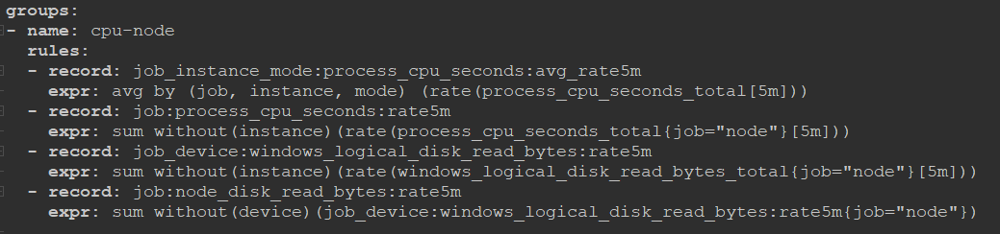 groups:
- name: cpu-node
  rules:
  - record: job_instance_mode:process_cpu_seconds:avg_rate5m
    expr: avg by (job, instance, mode) (rate(process_cpu_seconds_total[5m]))
  - record: job:process_cpu_seconds:rate5m
    expr: sum without(instance)(rate(process_cpu_seconds_total{job="node"}[5m]))
  - record: job_device:windows_logical_disk_read_bytes:rate5m
    expr: sum without(instance)(rate(windows_logical_disk_read_bytes_total{job="node"}[5m]))
  - record: job:node_disk_read_bytes:rate5m
    expr: sum without(device)(job_device:windows_logical_disk_read_bytes:rate5m{job="node"})